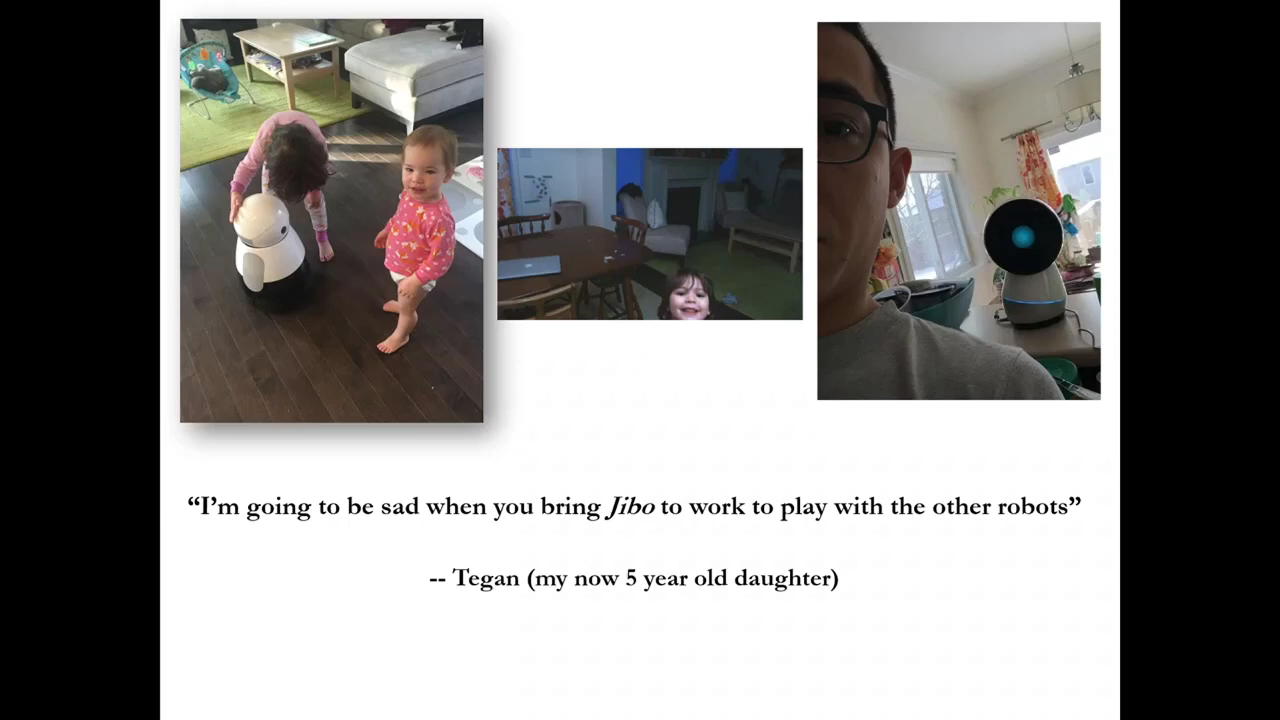 “I’m going to be sad when you bring Jibo to work to play with the other robots”
-- Tegan (my now 5 year old daughter)